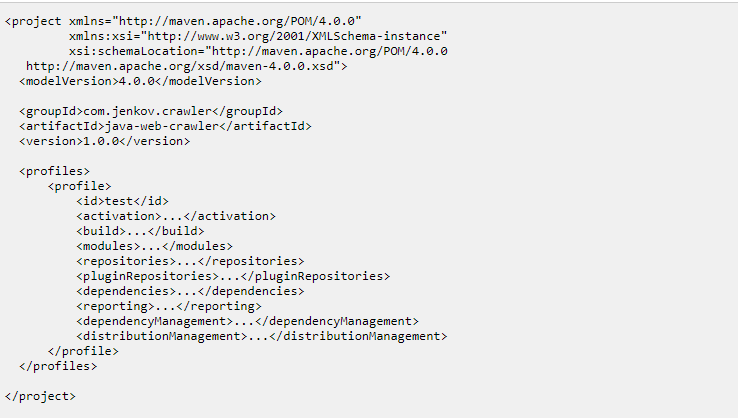 <project xmlns="http://maven.apache.org/POM/4.0.0"
         xmlns:xsi="http://www.w3.org/2001/XMLSchema-instance"
         xsi:schemaLocation="http://maven.apache.org/POM/4.0.0
   http://maven.apache.org/xsd/maven-4.0.0.xsd">
  <modelVersion>4.0.0</modelVersion>

  <groupId>com.jenkov.crawler</groupId>
  <artifactId>java-web-crawler</artifactId>
  <version>1.0.0</version>

  <profiles>
      <profile>
          <id>test</id>
          <activation>...</activation>
          <build>...</build>
          <modules>...</modules>
          <repositories>...</repositories>
          <pluginRepositories>...</pluginRepositories>
          <dependencies>...</dependencies>
          <reporting>...</reporting>
          <dependencyManagement>...</dependencyManagement>
          <distributionManagement>...</distributionManagement>
      </profile>
  </profiles>

</project>